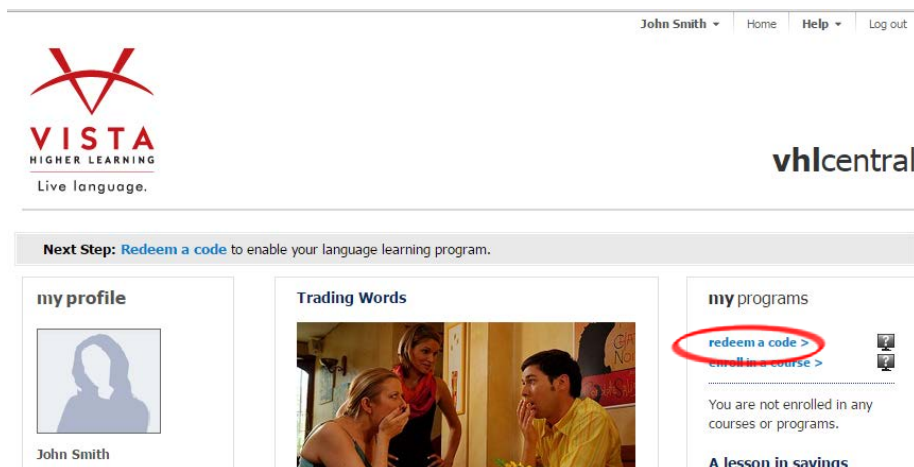 John Smith Home Help Log out
VISTA
HIGHER LEARNING
Live language.
vhlcentral
Next Step: Redeem a code to enable your language learning program.
my profile
John Smith
Trading Words
my programs
redeem a code > ?
enroll in a course > ?
You are not enrolled in any
courses or programs.
A lesson in savings